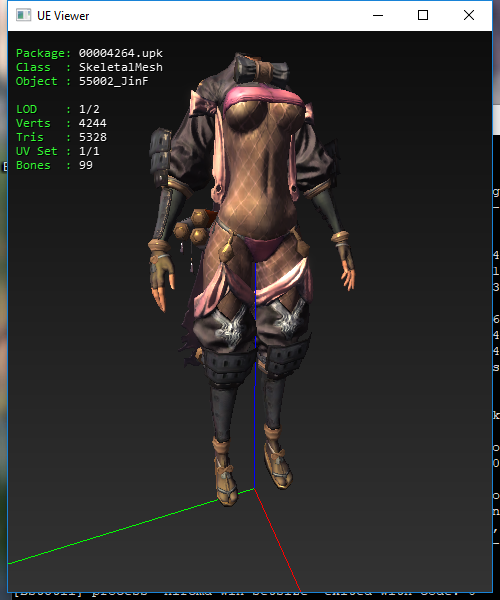 UE Viewer
Package: 00004264.upk
Class  : SkeletalMesh
Object : 55002_JinF
LOD    : 1/2
Verts  : 4244
Tris   : 5328
UV Set : 1/1
Bones  : 99